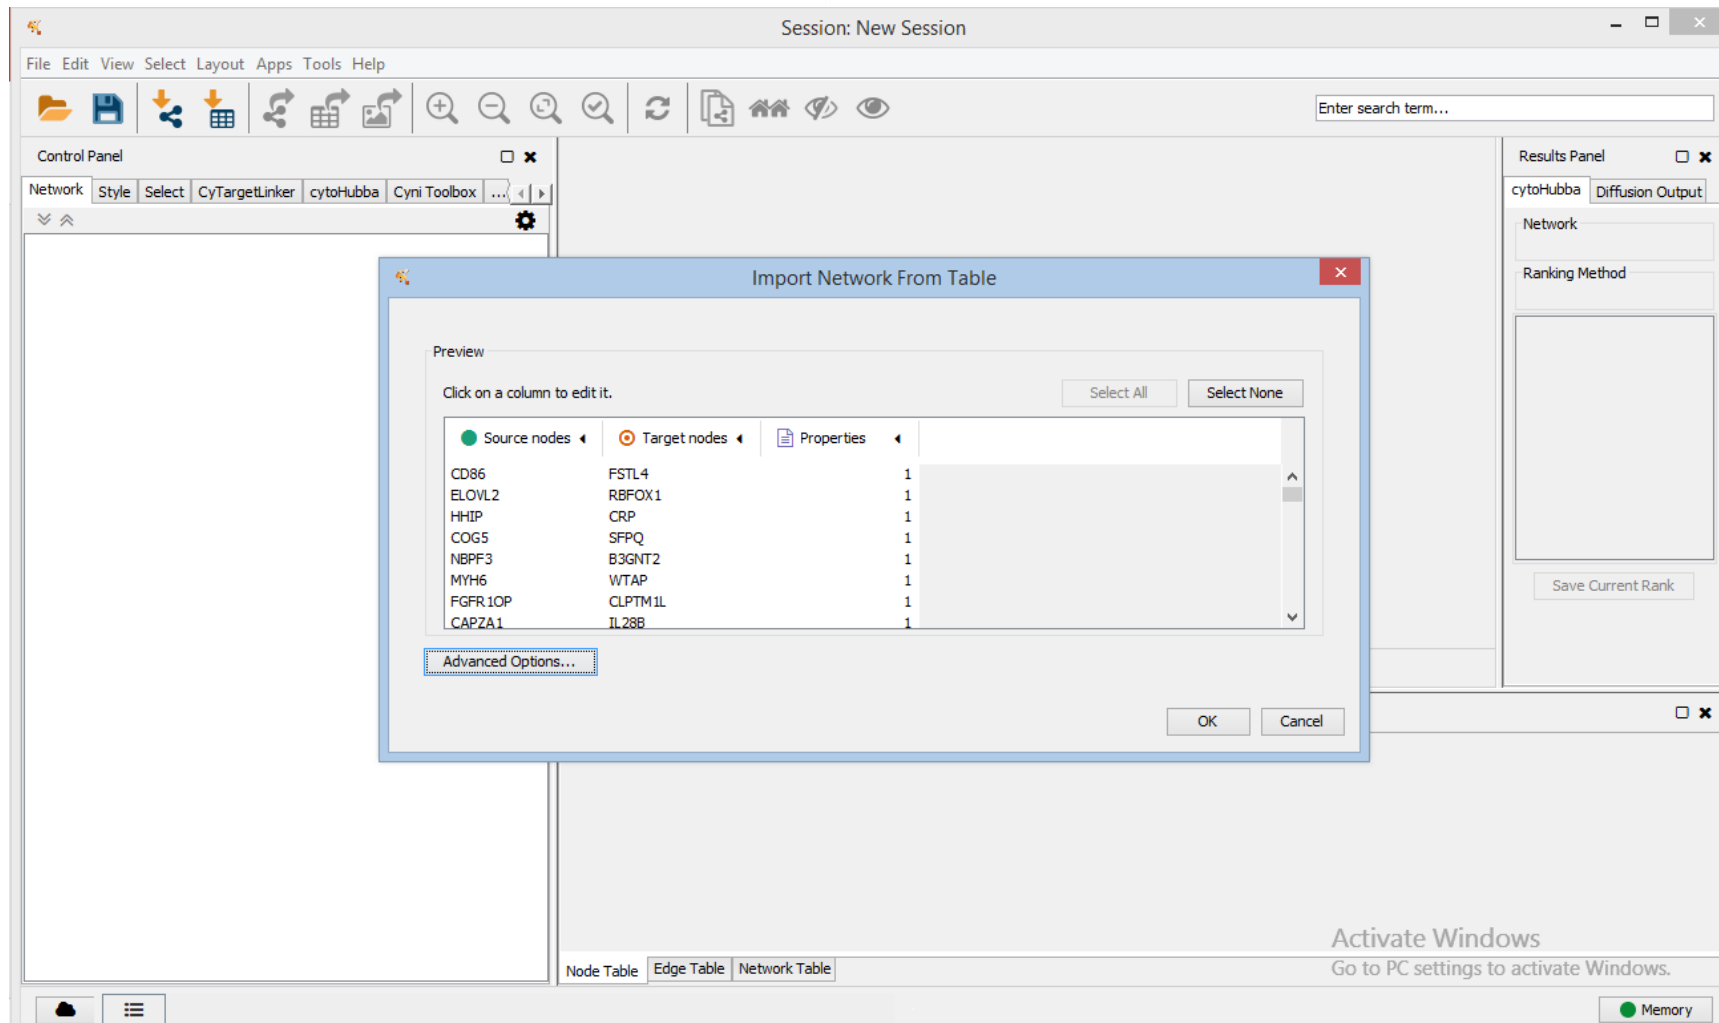 Session: New Session
File Edit View Select Layout Apps Tools Help
Enter search term...
Control Panel
Network Style Select CyTargetLinker cytoHubba Cyni Toolbox ...
Results Panel
cytoHubba Diffusion Output
Network
Ranking Method
Save Current Rank
Import Network From Table
Preview
Click on a column to edit it.
Select All Select None
Source nodes Target nodes Properties
CD86 FSTL4 1
ELOVL2 RBFOX1 1
HHIP CRP 1
COG5 SFPQ 1
NBPF3 B3GNT2 1
MYH6 WTAP 1
FGFR1OP CLPTM1L 1
CAPZA1 IL28B 1
Advanced Options...
OK Cancel
Activate Windows
Go to PC settings to activate Windows.
Node Table Edge Table Network Table
Memory